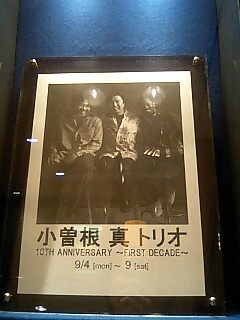 小曽根 真 トリオ
10TH ANNIVERSARY ～FIRST DECADE～
9/4 [mon] ～ 9 [sat]